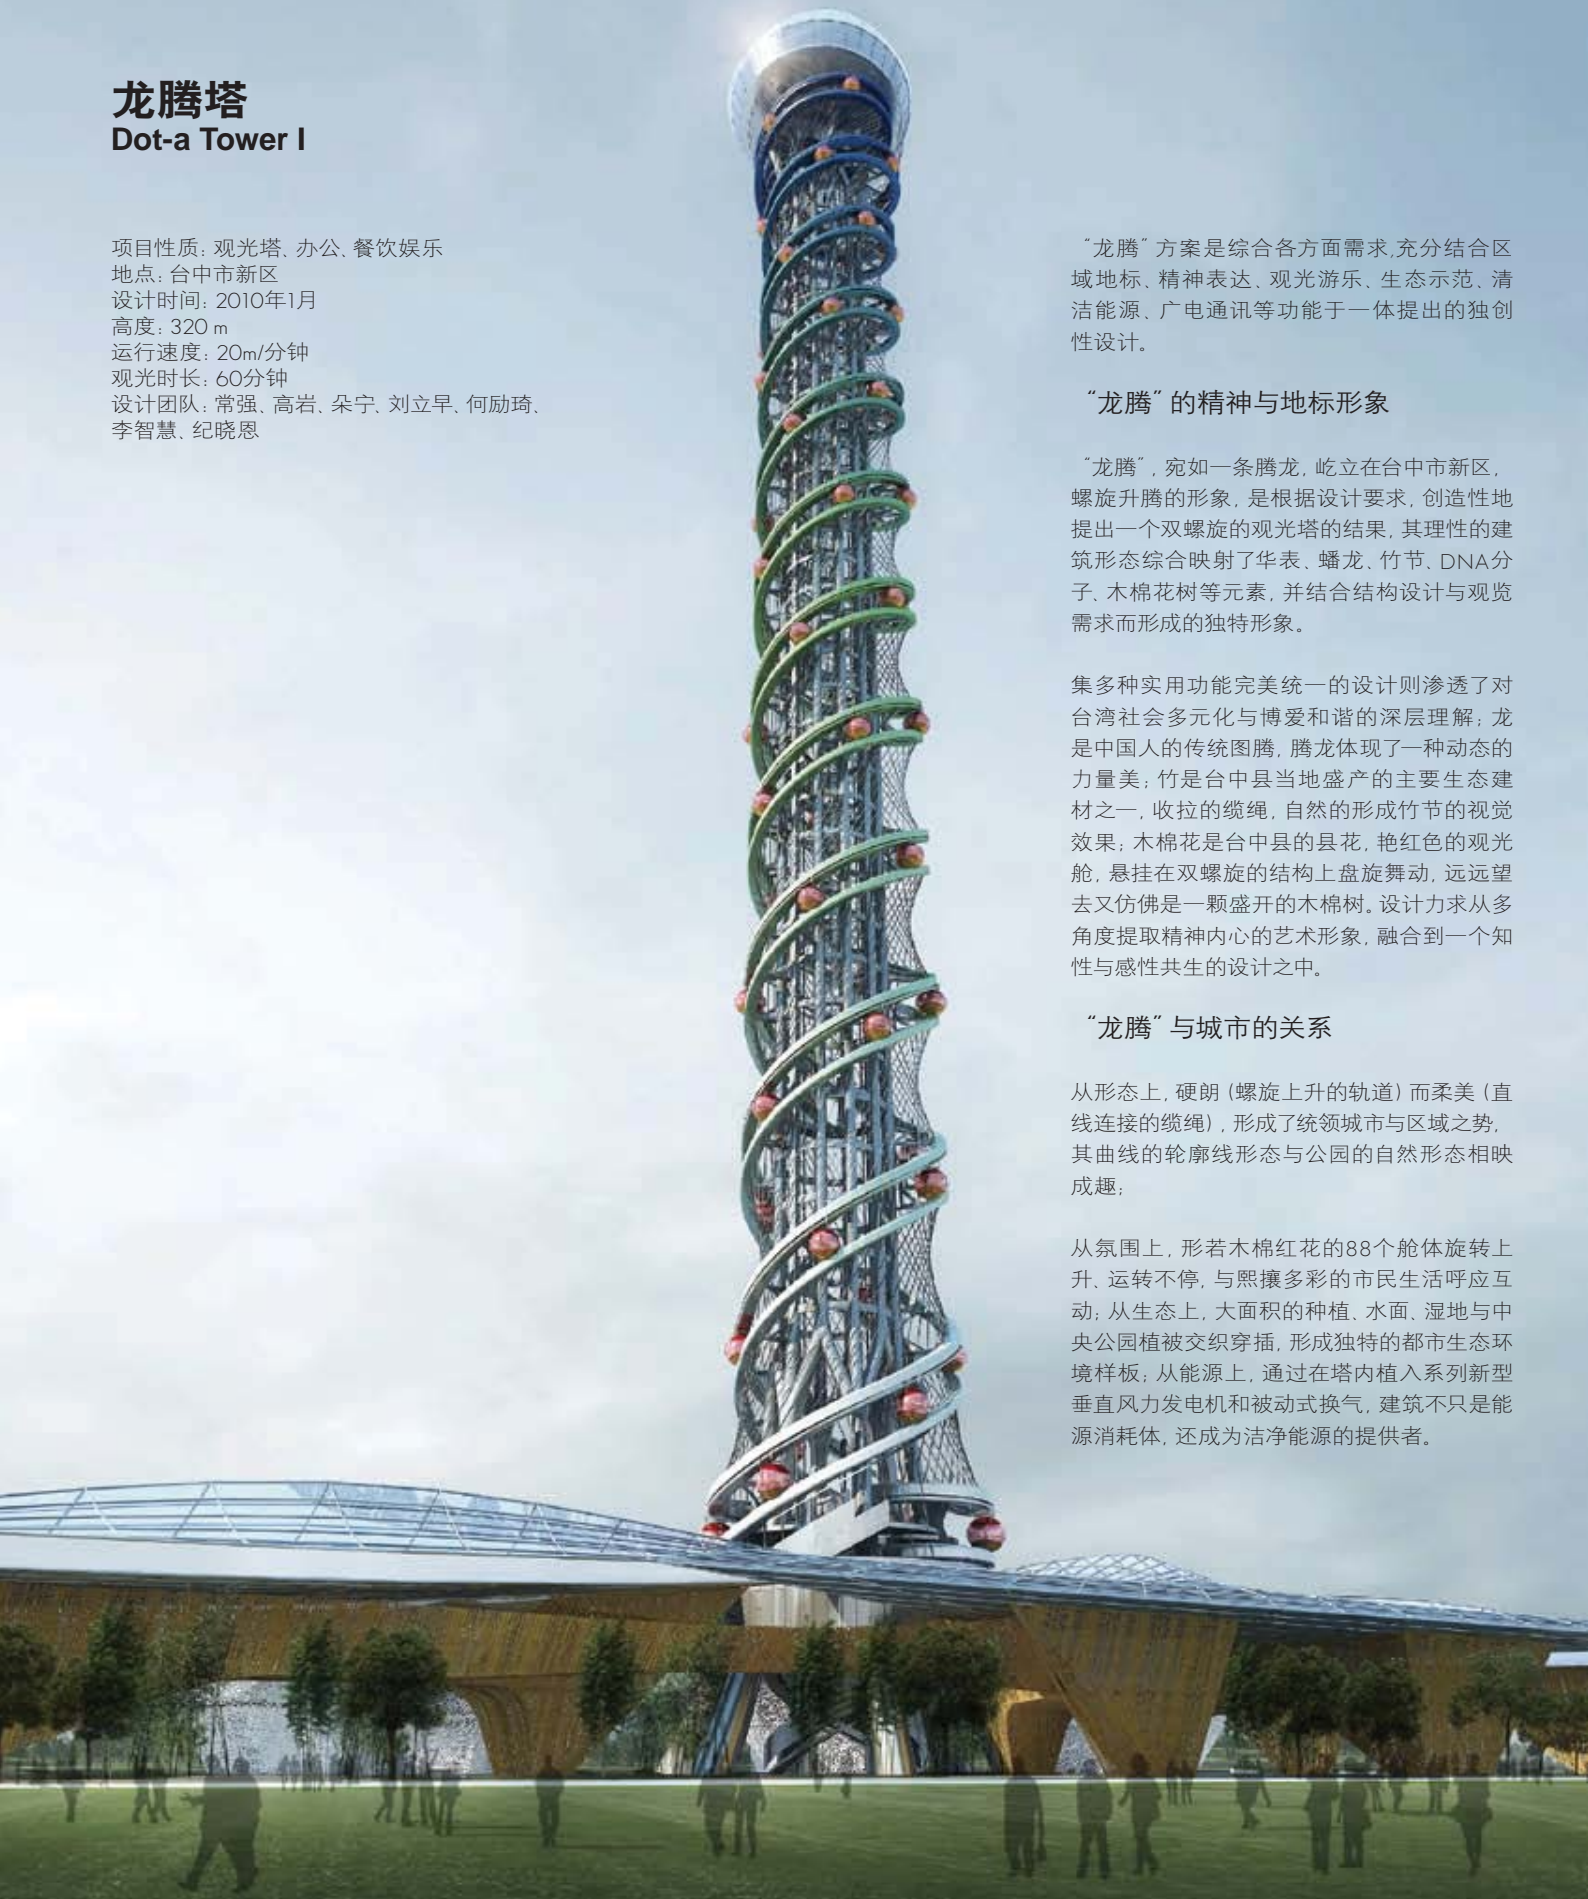 龙腾塔
Dot-a Tower I
项目性质: 观光塔、办公、餐饮娱乐
地点: 台中市新区
设计时间: 2010年1月
高度: 320 m
运行速度: 20m/分钟
观光时长: 60分钟
设计团队: 常强、高岩、朵宁、刘立早、何励琦、
李智慧、纪晓恩
“龙腾”方案是综合各方面需求,充分结合区
域地标、精神表达、观光游乐、生态示范、清
洁能源、广电通讯等功能于一体提出的独创
性设计。
“龙腾”的精神与地标形象
“龙腾”, 宛如一条腾龙, 屹立在台中市新区,
螺旋升腾的形象, 是根据设计要求, 创造性地
提出一个双螺旋的观光塔的结果, 其理性的建
筑形态综合映射了华表、蟠龙、竹节、DNA分
子、木棉花树等元素, 并结合结构设计与观览
需求而形成的独特形象。
集多种实用功能完美统一的设计则渗透了对
台湾社会多元化与博爱和谐的深层理解; 龙
是中国人的传统图腾, 腾龙体现了一种动态的
力量美; 竹是台中县当地盛产的主要生态建
材之一, 收拉的缆绳, 自然的形成竹节的视觉
效果; 木棉花是台中县的县花, 艳红色的观光
舱, 悬挂在双螺旋的结构上盘旋舞动, 远远望
去又仿佛是一颗盛开的木棉树。设计力求从多
角度提取精神内心的艺术形象, 融合到一个知
性与感性共生的设计之中。
“龙腾”与城市的关系
从形态上, 硬朗 (螺旋上升的轨道) 而柔美 (直
线连接的缆绳) , 形成了统领城市与区域之势,
其曲线的轮廓线形态与公园的自然形态相映
成趣;
从氛围上, 形若木棉红花的88个舱体旋转上
升、运转不停, 与熙攘多彩的市民生活呼应互
动; 从生态上, 大面积的种植、水面、湿地与中
央公园植被交织穿插, 形成独特的都市生态环
境样板; 从能源上, 通过在塔内植入系列新型
垂直风力发电机和被动式换气, 建筑不只是能
源消耗体, 还成为洁净能源的提供者。